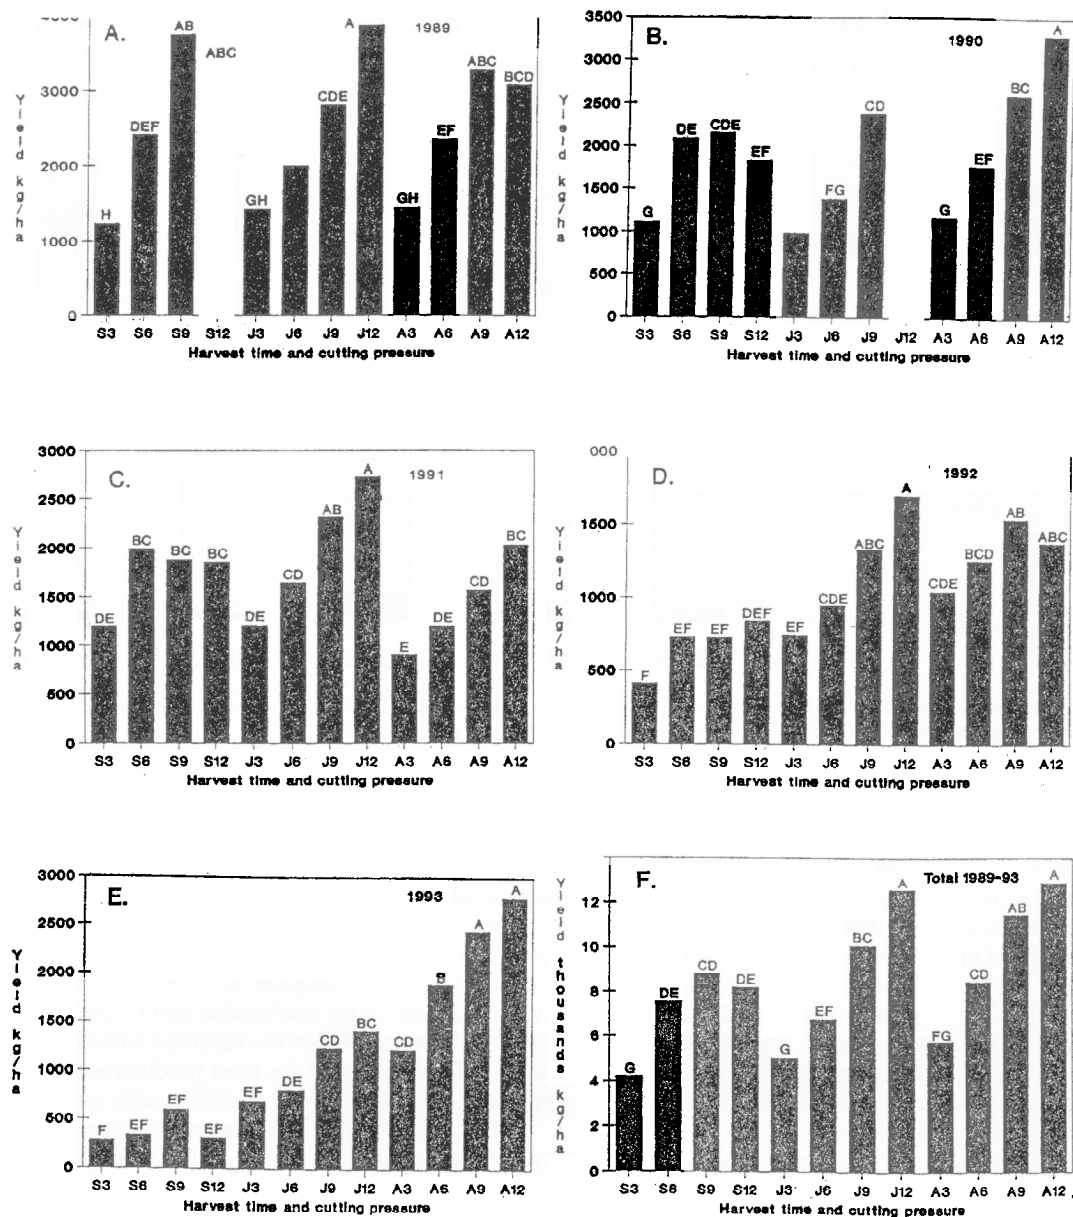 A.
1989
4000
3000
2000
1000
0
Yield kg/ha
H
DEF
AB
ABC
GH
CDE
A
GH
EF
ABC
BCD
S3 S6 S9 S12 J3 J6 J9 J12 A3 A6 A9 A12
Harvest time and cutting pressure
B.
1990
3500
3000
2500
2000
1500
1000
500
0
Yield kg/ha
G
DE
CDE
EF
FG
CD
G
EF
BC
A
S3 S6 S9 S12 J3 J6 J9 J12 A3 A6 A9 A12
Harvest time and cutting pressure
C.
1991
3000
2500
2000
1500
1000
500
0
Yield kg/ha
DE
BC
BC
BC
DE
CD
AB
A
E
DE
CD
BC
S3 S6 S9 S12 J3 J6 J9 J12 A3 A6 A9 A12
Harvest time and cutting pressure
D.
1992
000
1500
1000
500
0
Yield kg/ha
F
EF
EF
DEF
EF
CDE
ABC
A
CDE
BCD
AB
ABC
S3 S6 S9 S12 J3 J6 J9 J12 A3 A6 A9 A12
Harvest time and cutting pressure
E.
1993
3000
2500
2000
1500
1000
500
0
Yield kg/ha
F
EF
EF
EF
EF
DE
CD
BC
CD
B
A
A
S3 S6 S9 S12 J3 J6 J9 J12 A3 A6 A9 A12
Harvest time and cutting pressure
F.
Total 1989-93
12
10
8
6
4
2
0
Yield thousands kg/ha
G
DE
CD
DE
G
EF
BC
A
FG
CD
AB
A
S3 S6 S9 S12 J3 J6 J9 J12 A3 A6 A9 A12
Harvest time and cutting pressure